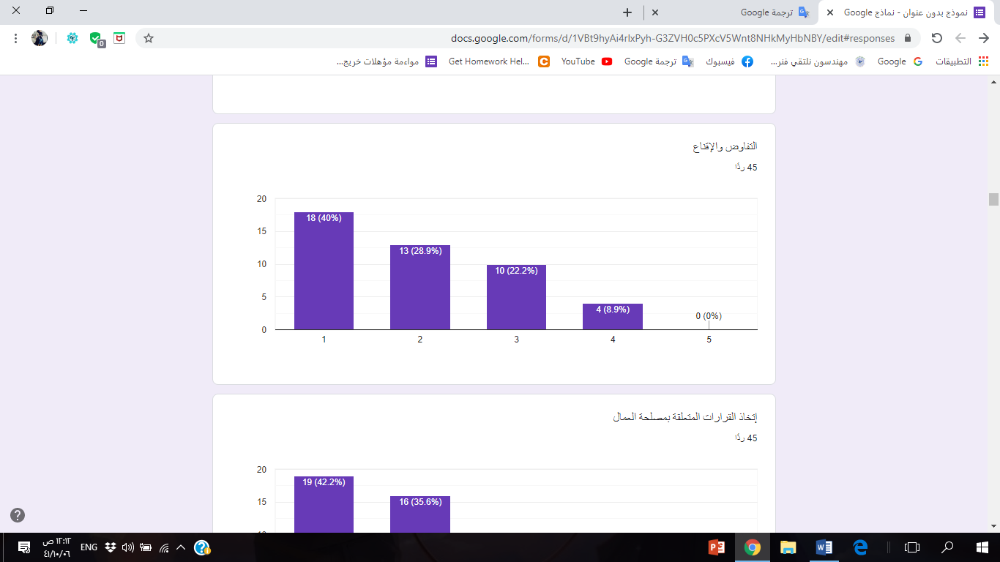 نموذج بدون عنوان - نماذج Google
ترجمة Google
docs.google.com/forms/d/1VBt9hyAi4rlxPyh-G3ZVH0c5PXcV5Wnt8NHkMyHbNBY/edit#responses
0
التطبيقات
Google
مهندسون نلتقي فنر...
فيسبوك
ترجمة Google
YouTube
Get Homework Hel...
مواءمة مؤهلات خريج...
التفاوض والإقناع
45 ردًا
20
15
10
5
0
18 (40%)
13 (28.9%)
10 (22.2%)
4 (8.9%)
0 (0%)
1 2 3 4 5
إتخاذ القرارات المتعلقة بمصلحة العمال
45 ردًا
20
15
19 (42.2%)
16 (35.6%)
ENG
١٢:١٢ ص
٤١/١٠/٠٦